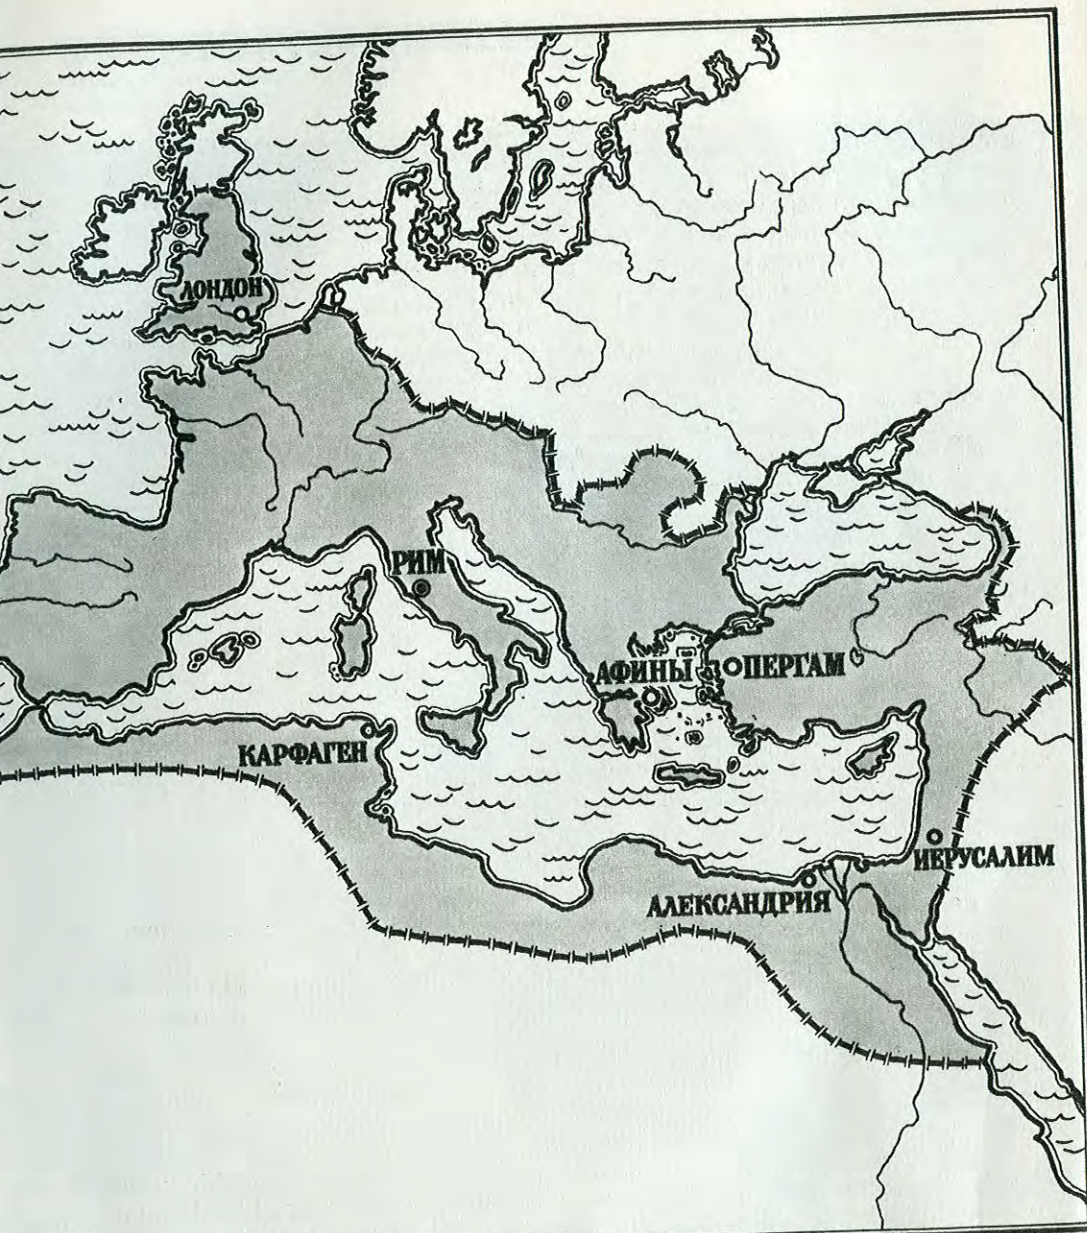 ЛОНДОН
РИМ
АФИНЫ
ПЕРГАМ
КАРФАГЕН
ИЕРУСАЛИМ
АЛЕКСАНДРИЯ